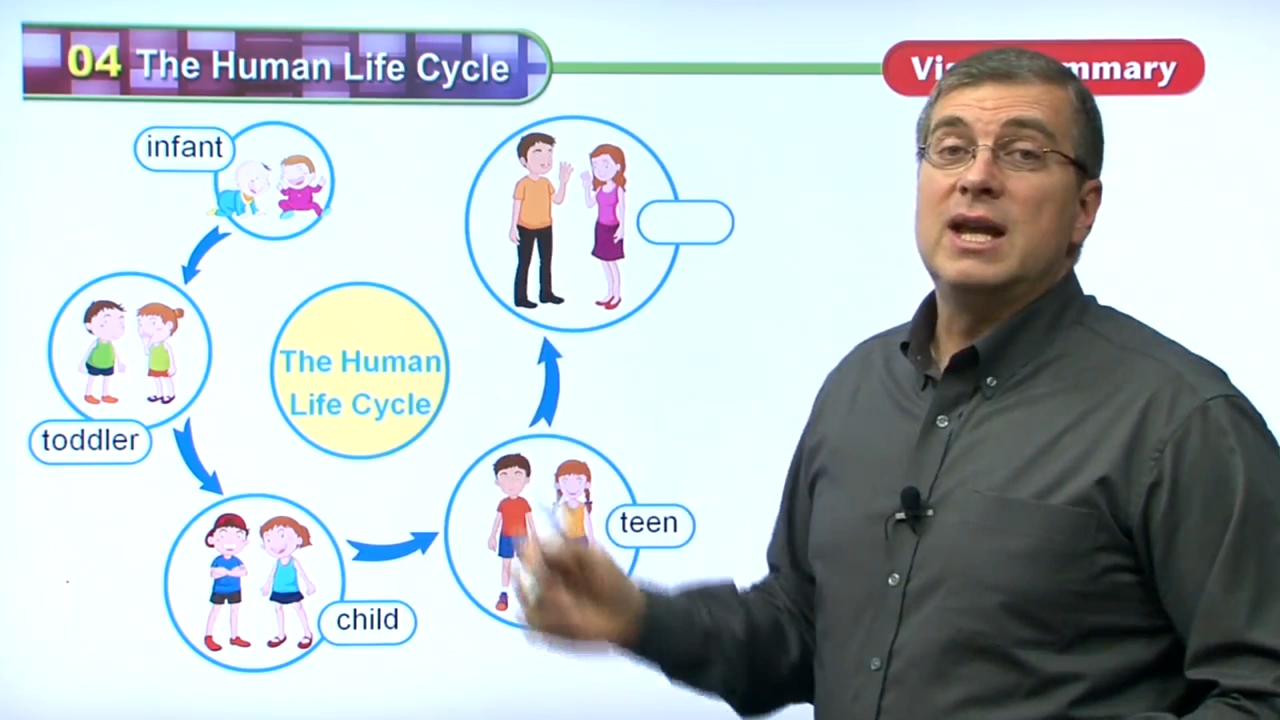 04 The Human Life Cycle
infant
toddler
The Human
Life Cycle
child
teen